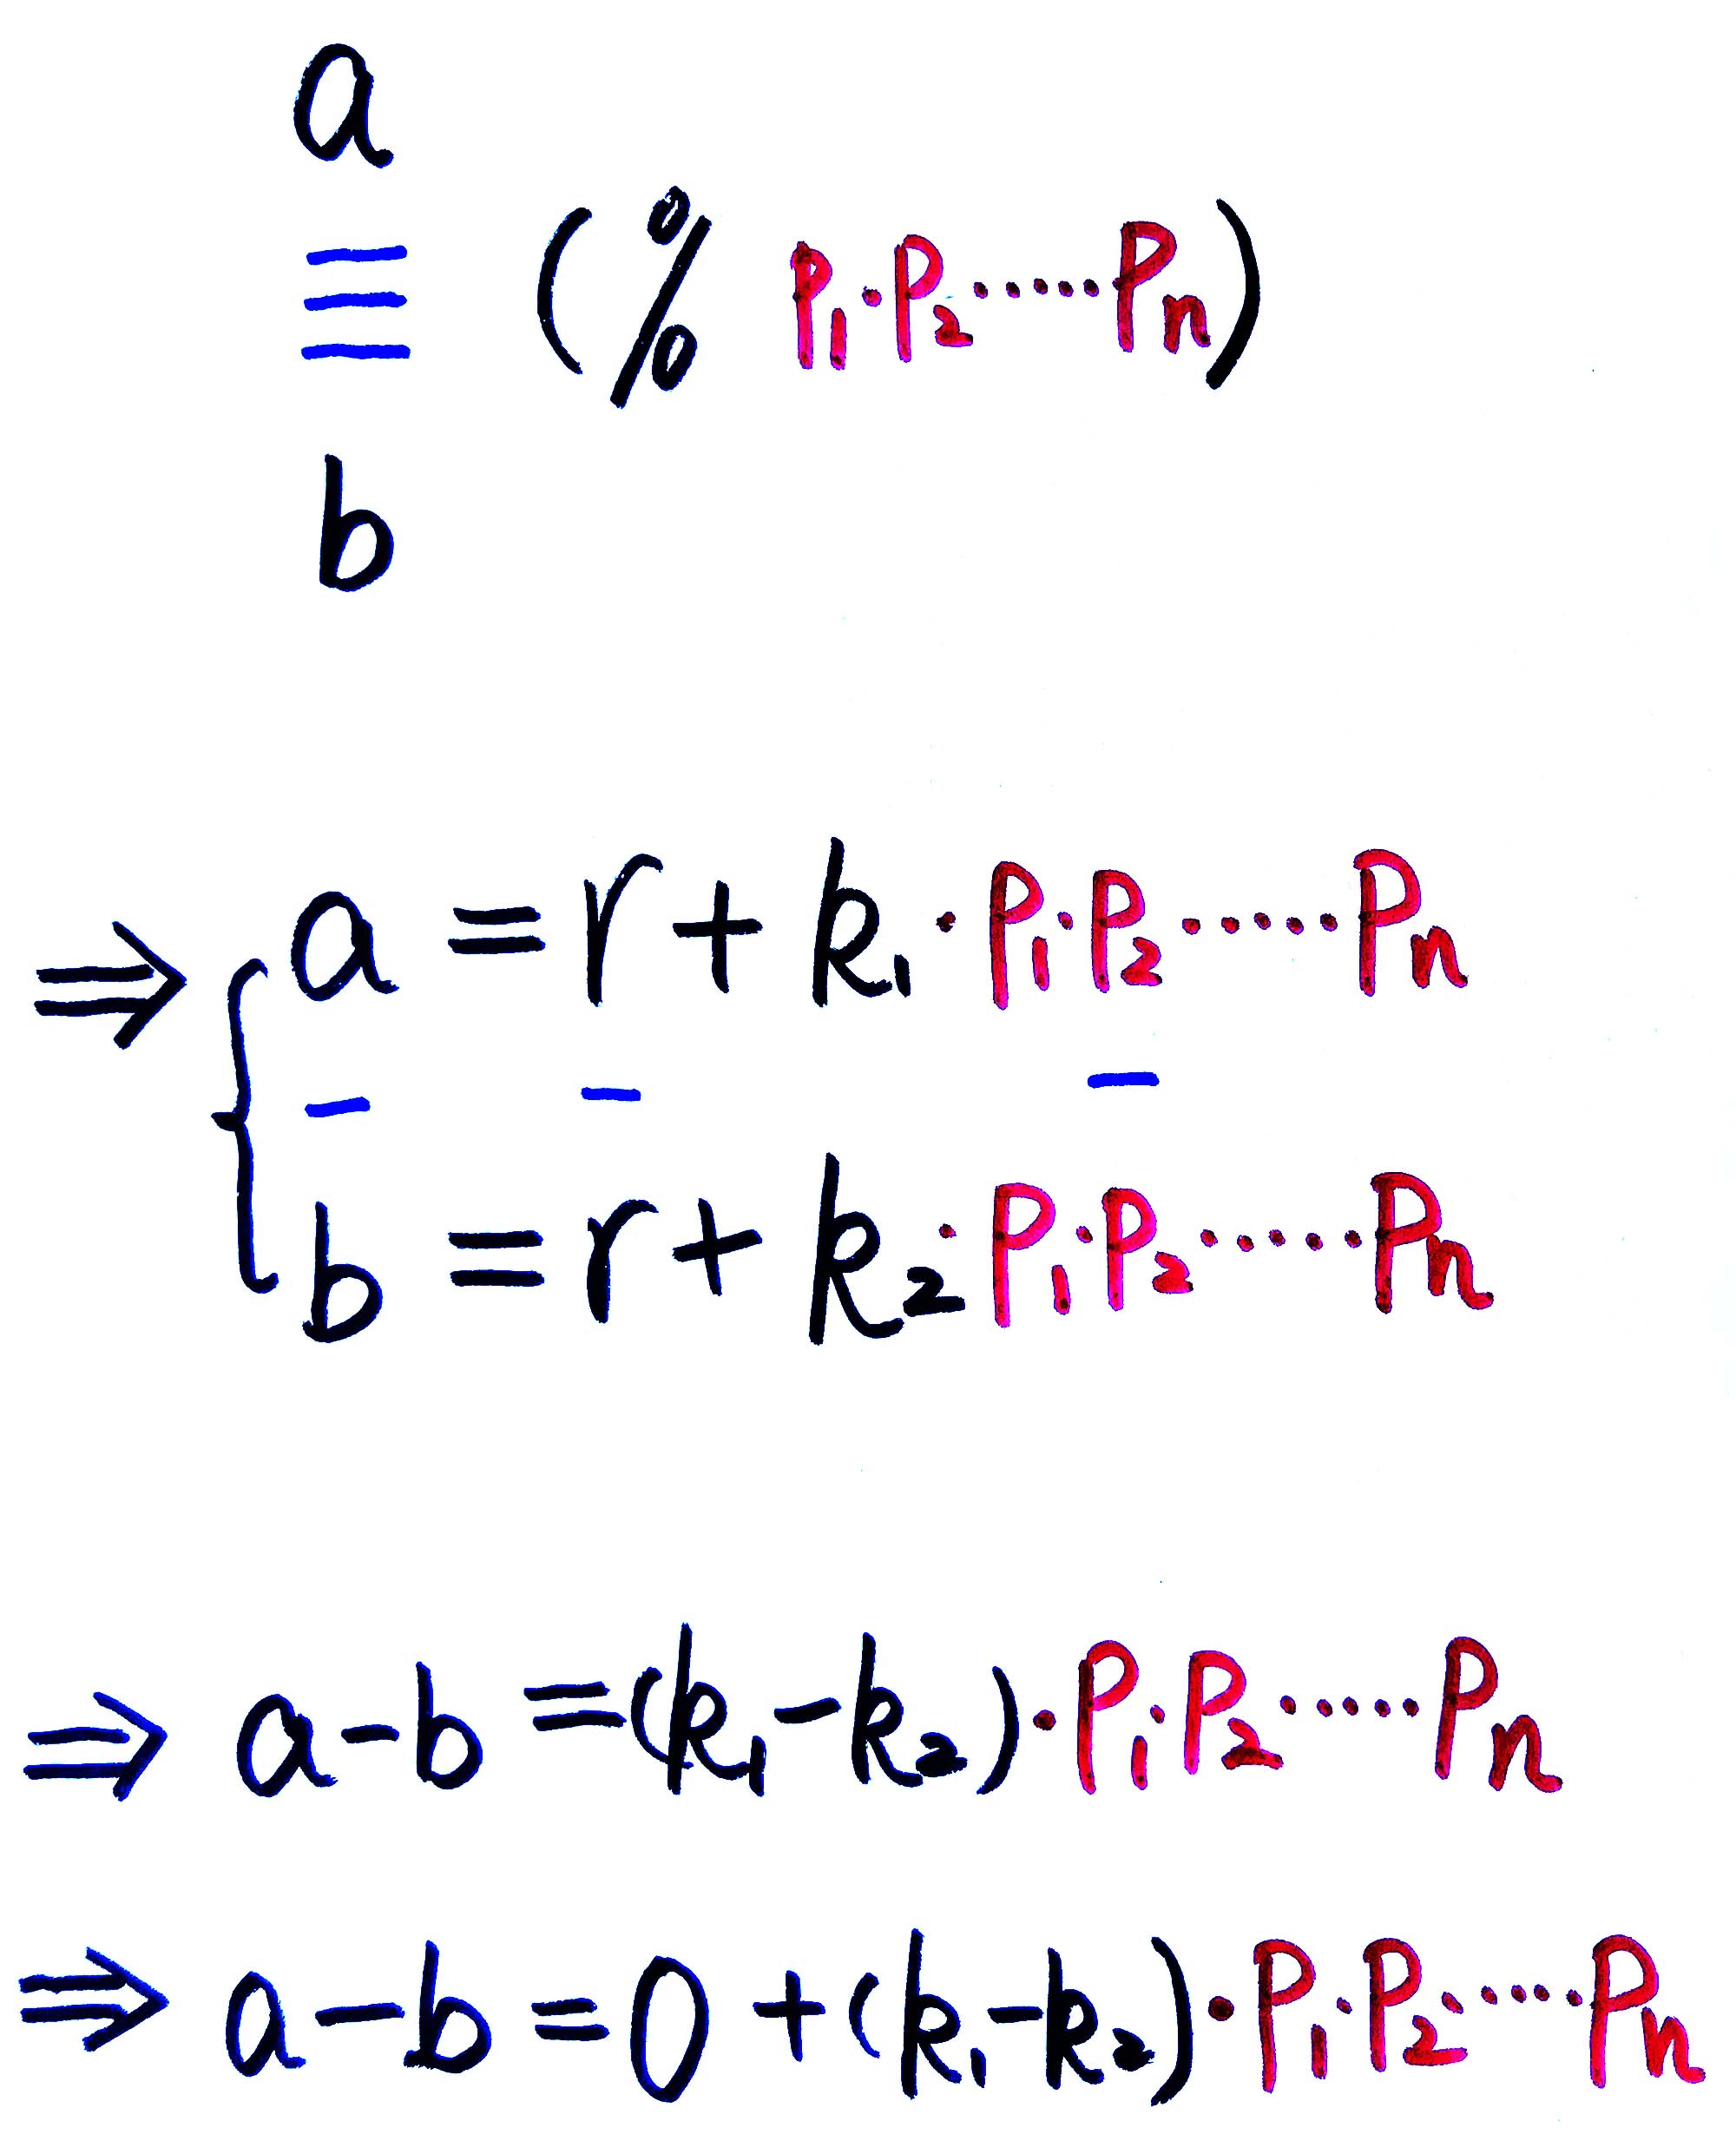 a
≡ (% P₁·P₂······Pₙ)
b
⇒ { a = r + k₁·P₁·P₂······Pₙ
− − −
b = r + k₂·P₁·P₂······Pₙ
⇒ a−b =(k₁−k₂)·P₁·P₂······Pₙ
⇒ a−b = 0 +(k₁−k₂)·P₁·P₂······Pₙ